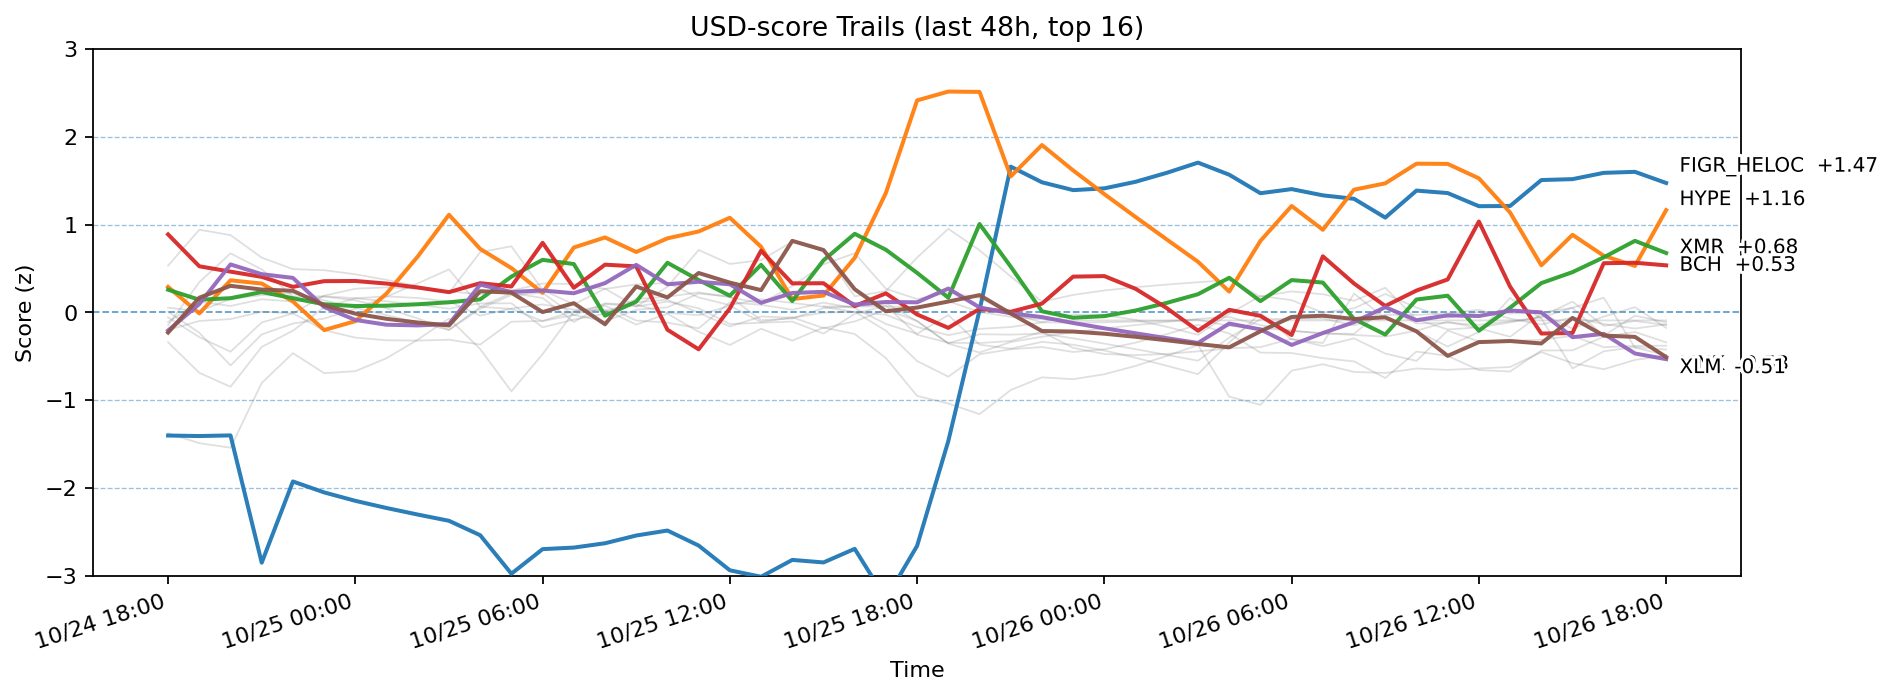 USD-score Trails (last 48h, top 16)
Score (z)
3
2
1
0
−1
−2
−3
FIGR_HELOC +1.47
HYPE +1.16
XMR +0.68
BCH +0.53
XLM -0.51
10/24 18:00
10/25 00:00
10/25 06:00
10/25 12:00
10/25 18:00
10/26 00:00
10/26 06:00
10/26 12:00
10/26 18:00
Time